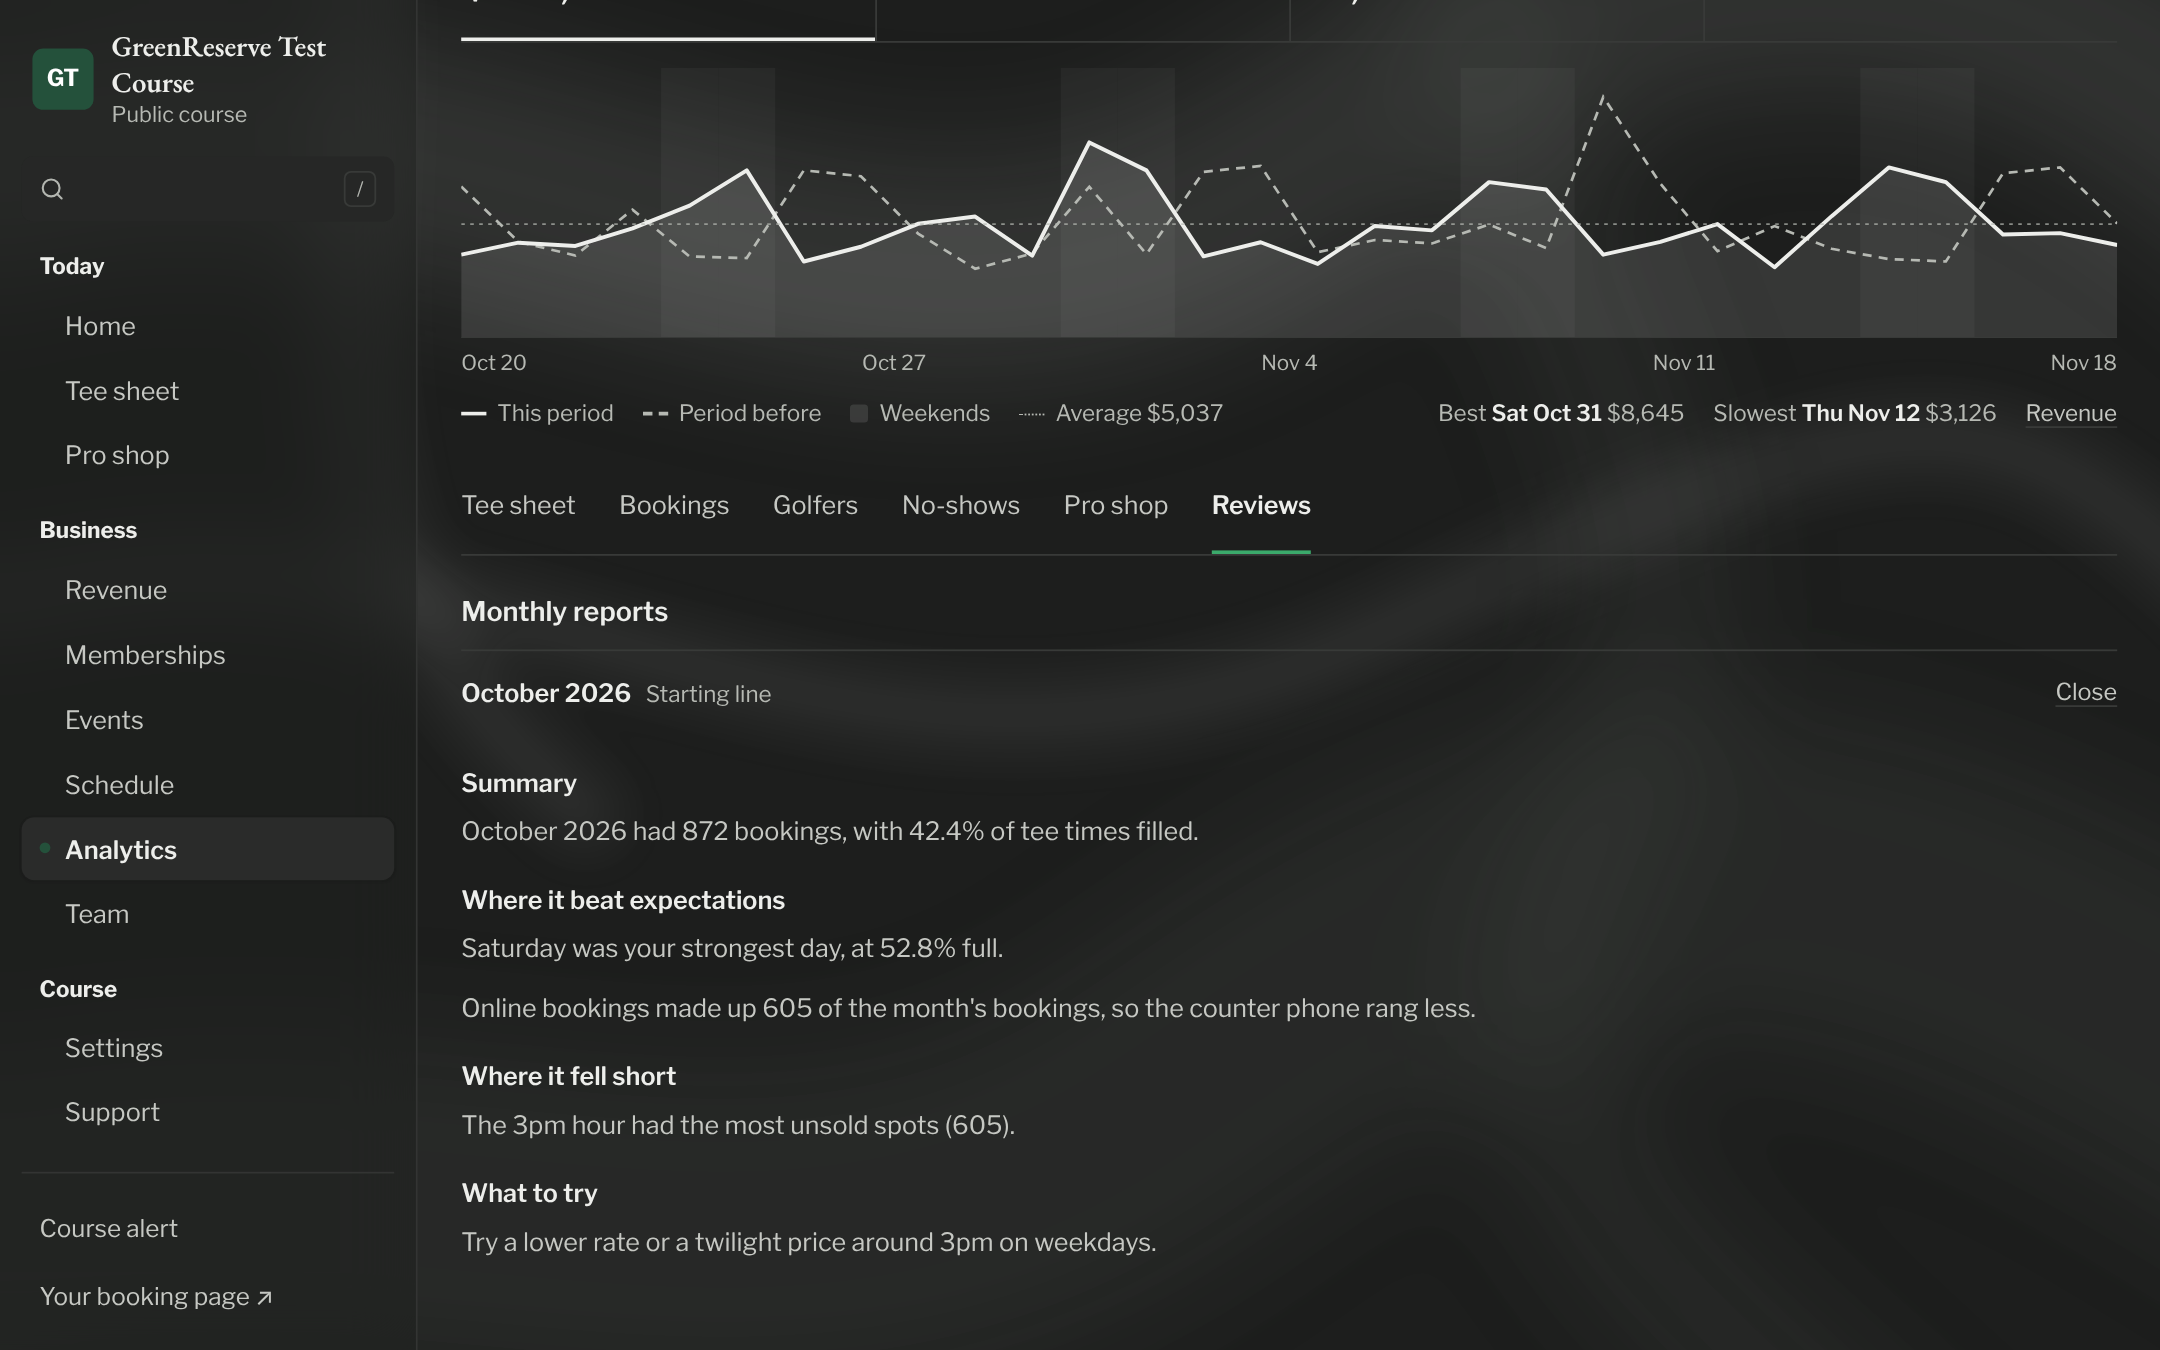 GT
GreenReserve Test
Course
Public course
/
Today
Home
Tee sheet
Pro shop
Business
Revenue
Memberships
Events
Schedule
Analytics
Team
Course
Settings
Support
Course alert
Your booking page ↗
Oct 20 Oct 27 Nov 4 Nov 11 Nov 18
This period Period before Weekends Average $5,037 Best Sat Oct 31 $8,645 Slowest Thu Nov 12 $3,126 Revenue
Tee sheet Bookings Golfers No-shows Pro shop Reviews
Monthly reports
October 2026 Starting line Close
Summary
October 2026 had 872 bookings, with 42.4% of tee times filled.
Where it beat expectations
Saturday was your strongest day, at 52.8% full.
Online bookings made up 605 of the month's bookings, so the counter phone rang less.
Where it fell short
The 3pm hour had the most unsold spots (605).
What to try
Try a lower rate or a twilight price around 3pm on weekdays.